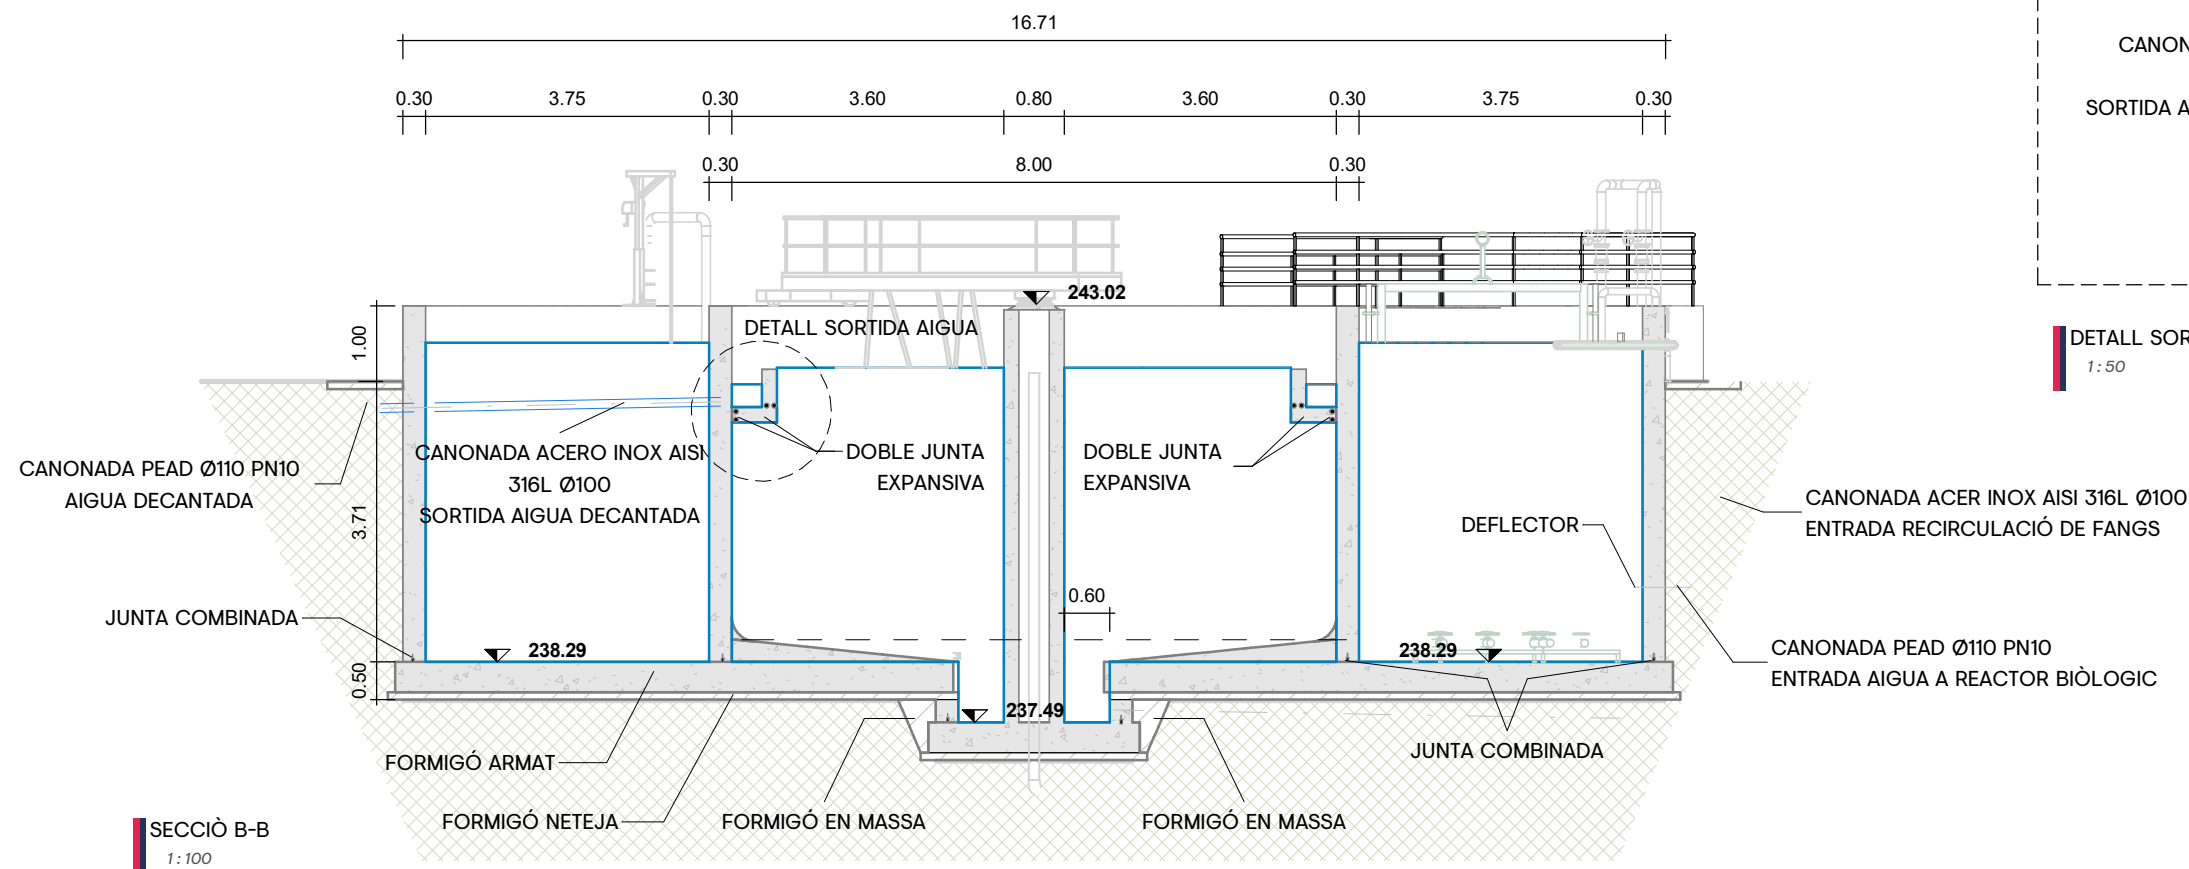 16.71
CANON
0.30 3.75 0.30 3.60 0.80 3.60 0.30 3.75 0.30
SORTIDA A
0.30 8.00 0.30
243.02
DETALL SORTIDA AIGUA
1.00
DETALL SOR
1:50
CANONADA ACERO INOX AISI
316L Ø100
SORTIDA AIGUA DECANTADA
DOBLE JUNTA
EXPANSIVA
DOBLE JUNTA
EXPANSIVA
CANONADA PEAD Ø110 PN10
AIGUA DECANTADA
3.71
CANONADA ACER INOX AISI 316L Ø100
ENTRADA RECIRCULACIÓ DE FANGS
DEFLECTOR
0.60
JUNTA COMBINADA
238.29
238.29
CANONADA PEAD Ø110 PN10
ENTRADA AIGUA A REACTOR BIÒLOGIC
0.50
237.49
JUNTA COMBINADA
FORMIGÓ ARMAT
FORMIGÓ NETEJA
FORMIGÓ EN MASSA
FORMIGÓ EN MASSA
SECCIÒ B-B
1:100